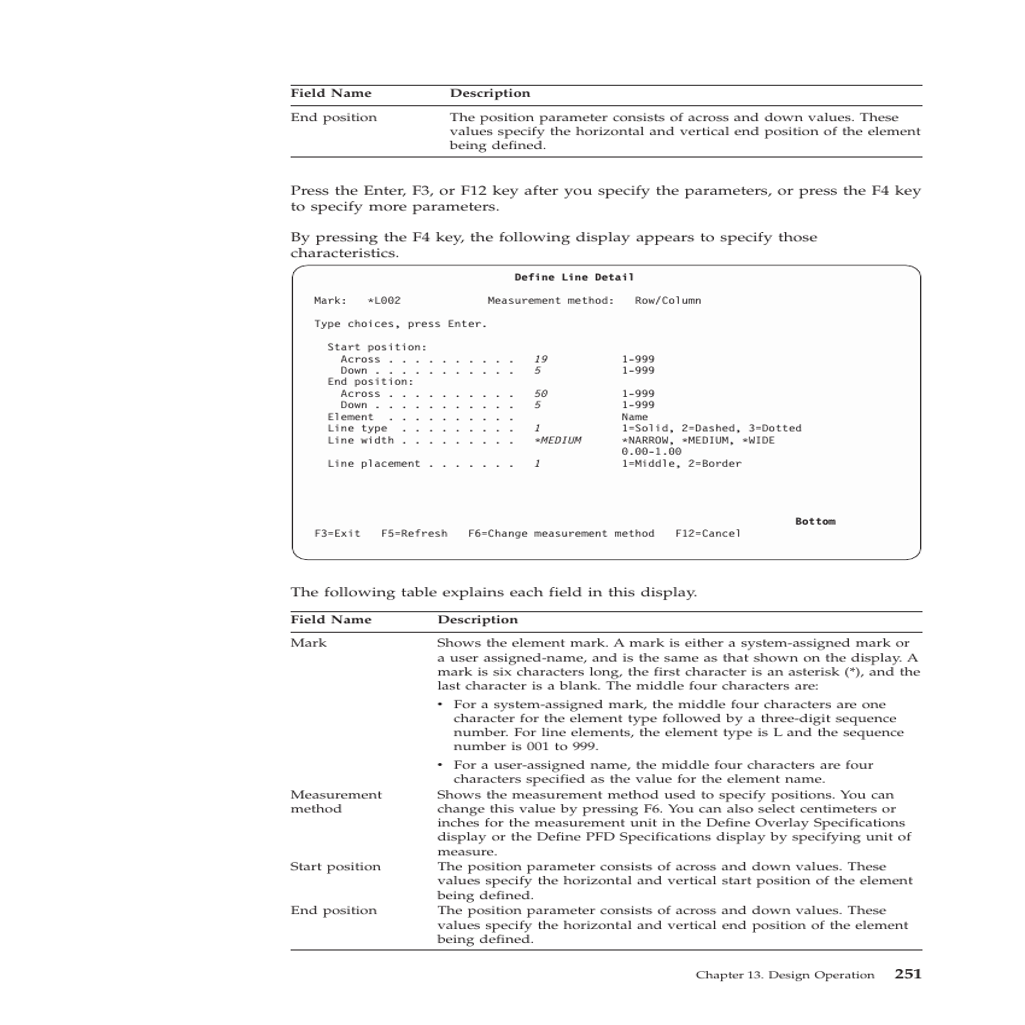 Field Name Description
End position The position parameter consists of across and down values. These
values specify the horizontal and vertical end position of the element
being defined.
Press the Enter, F3, or F12 key after you specify the parameters, or press the F4 key
to specify more parameters.
By pressing the F4 key, the following display appears to specify those
characteristics.
Define Line Detail
Mark: *L002 Measurement method: Row/Column
Type choices, press Enter.
Start position:
Across . . . . . . . . . . 19 1-999
Down . . . . . . . . . . . 5 1-999
End position:
Across . . . . . . . . . . 50 1-999
Down . . . . . . . . . . . 5 1-999
Element . . . . . . . . . . Name
Line type . . . . . . . . . 1 1=Solid, 2=Dashed, 3=Dotted
Line width . . . . . . . . . *MEDIUM *NARROW, *MEDIUM, *WIDE
0.00-1.00
Line placement . . . . . . . 1 1=Middle, 2=Border
Bottom
F3=Exit F5=Refresh F6=Change measurement method F12=Cancel
The following table explains each field in this display.
Field Name Description
Mark Shows the element mark. A mark is either a system-assigned mark or
a user assigned-name, and is the same as that shown on the display. A
mark is six characters long, the first character is an asterisk (*), and the
last character is a blank. The middle four characters are:
• For a system-assigned mark, the middle four characters are one
character for the element type followed by a three-digit sequence
number. For line elements, the element type is L and the sequence
number is 001 to 999.
• For a user-assigned name, the middle four characters are four
characters specified as the value for the element name.
Measurement Shows the measurement method used to specify positions. You can
method change this value by pressing F6. You can also select centimeters or
inches for the measurement unit in the Define Overlay Specifications
display or the Define PFD Specifications display by specifying unit of
measure.
Start position The position parameter consists of across and down values. These
values specify the horizontal and vertical start position of the element
being defined.
End position The position parameter consists of across and down values. These
values specify the horizontal and vertical end position of the element
being defined.
Chapter 13. Design Operation 251